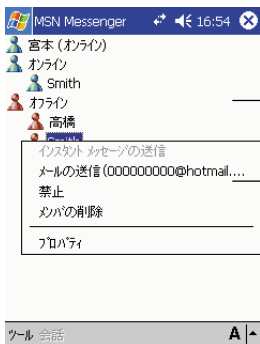 MSN Messenger 16:54
宮本 (オンライン)
オンライン
Smith
オフライン
高橋
Smith
インスタント メッセージの送信
メールの送信(000000000@hotmail....
禁止
メンバの削除
プロパティ
ツール 会話 A